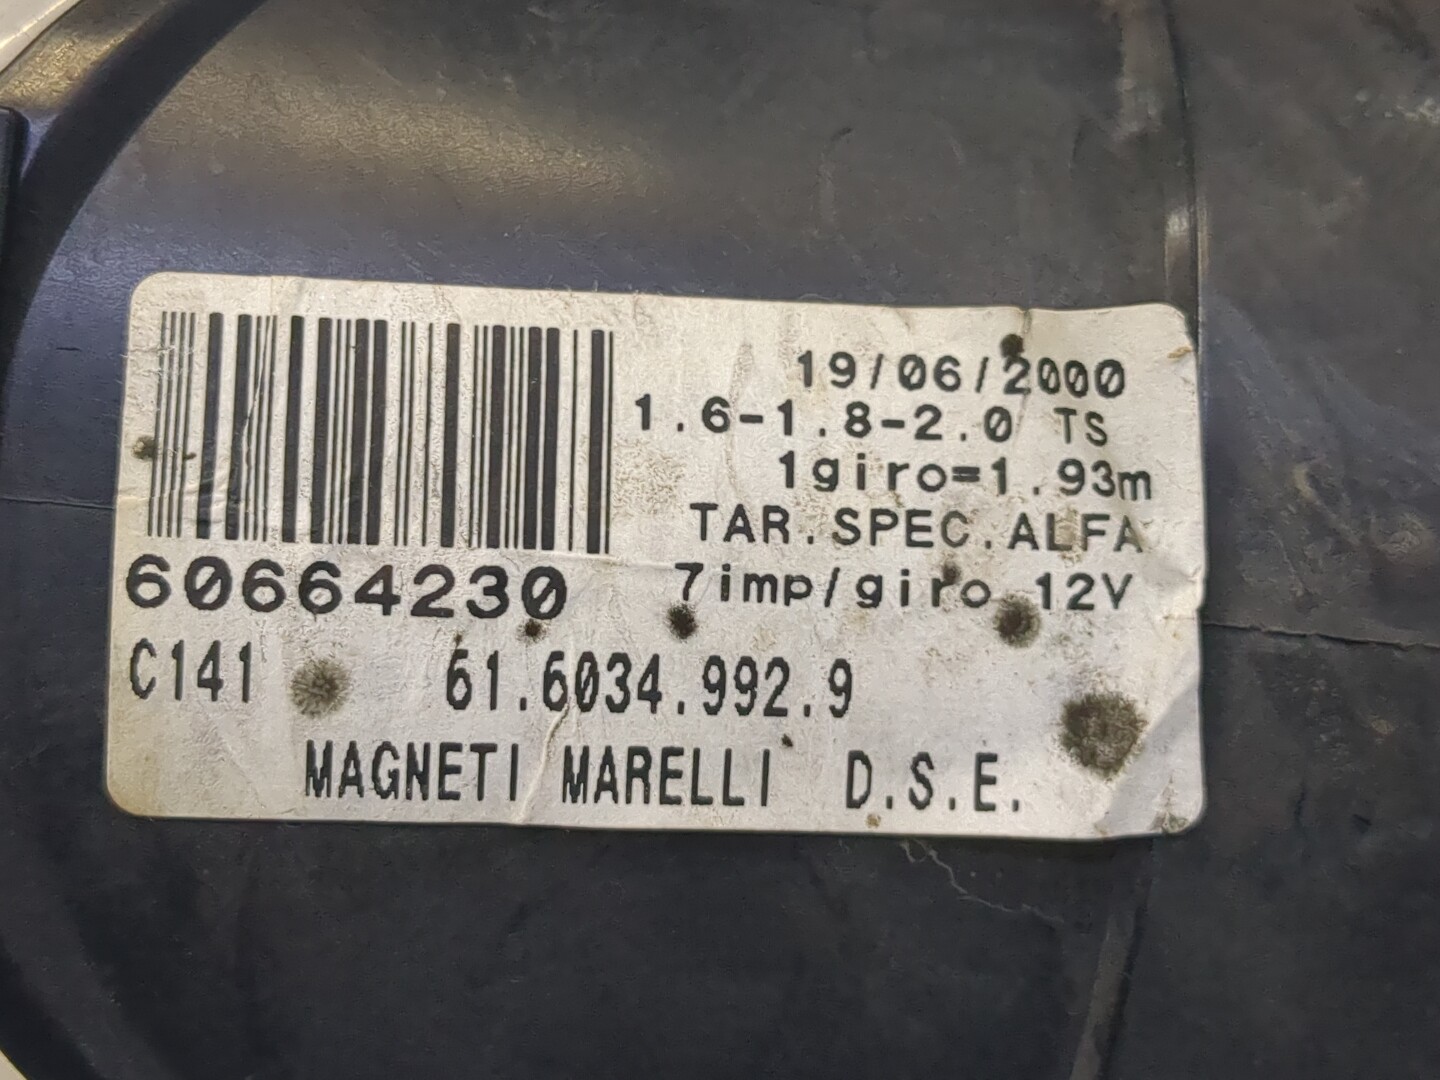 19/06/2000
1.6-1.8-2.0 TS
1giro=1.93m
TAR.SPEC.ALFA
7imp/giro 12V
60664230
C141 61.6034.992.9
MAGNETI MARELLI D.S.E.